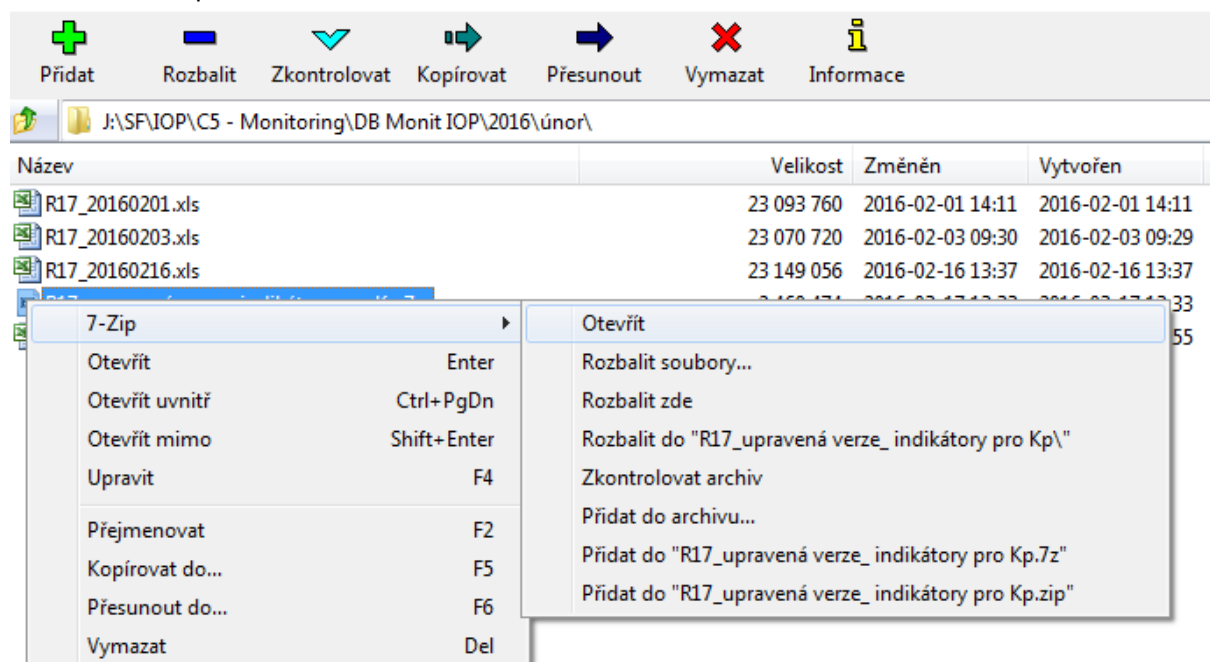 Přidat Rozbalit Zkontrolovat Kopírovat Přesunout Vymazat Informace
J:\SF\IOP\C5 - Monitoring\DB Monit IOP\2016\únor\
Název Velikost Změněn Vytvořen
R17_20160201.xls 23 093 760 2016-02-01 14:11 2016-02-01 14:11
R17_20160203.xls 23 070 720 2016-02-03 09:30 2016-02-03 09:29
R17_20160216.xls 23 149 056 2016-02-16 13:37 2016-02-16 13:37
33
55
7-Zip
Otevřít Enter
Otevřít uvnitř Ctrl+PgDn
Otevřít mimo Shift+Enter
Upravit F4
Přejmenovat F2
Kopírovat do... F5
Přesunout do... F6
Vymazat Del
Otevřít
Rozbalit soubory...
Rozbalit zde
Rozbalit do "R17_upravená verze_ indikátory pro Kp\"
Zkontrolovat archiv
Přidat do archivu...
Přidat do "R17_upravená verze_ indikátory pro Kp.7z"
Přidat do "R17_upravená verze_ indikátory pro Kp.zip"